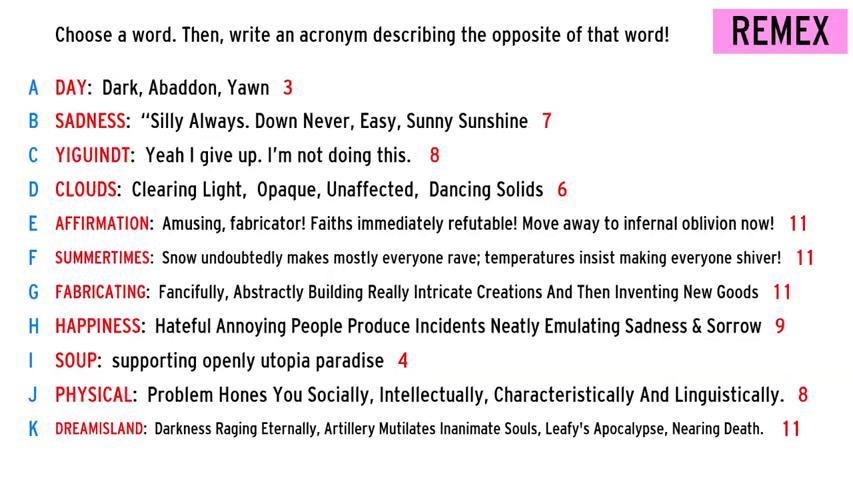 Choose a word. Then, write an acronym describing the opposite of that word!
REMEX
A DAY: Dark, Abaddon, Yawn 3
B SADNESS: “Silly Always. Down Never, Easy, Sunny Sunshine 7
C YIGUINDT: Yeah I give up. I'm not doing this. 8
D CLOUDS: Clearing Light, Opaque, Unaffected, Dancing Solids 6
E AFFIRMATION: Amusing, fabricator! Faiths immediately refutable! Move away to infernal oblivion now! 11
F SUMMERTIMES: Snow undoubtedly makes mostly everyone rave; temperatures insist making everyone shiver! 11
G FABRICATING: Fancifully, Abstractly Building Really Intricate Creations And Then Inventing New Goods 11
H HAPPINESS: Hateful Annoying People Produce Incidents Neatly Emulating Sadness & Sorrow 9
I SOUP: supporting openly utopia paradise 4
J PHYSICAL: Problem Hones You Socially, Intellectually, Characteristically And Linguistically. 8
K DREAMISLAND: Darkness Raging Eternally, Artillery Mutilates Inanimate Souls, Leafy's Apocalypse, Nearing Death. 11